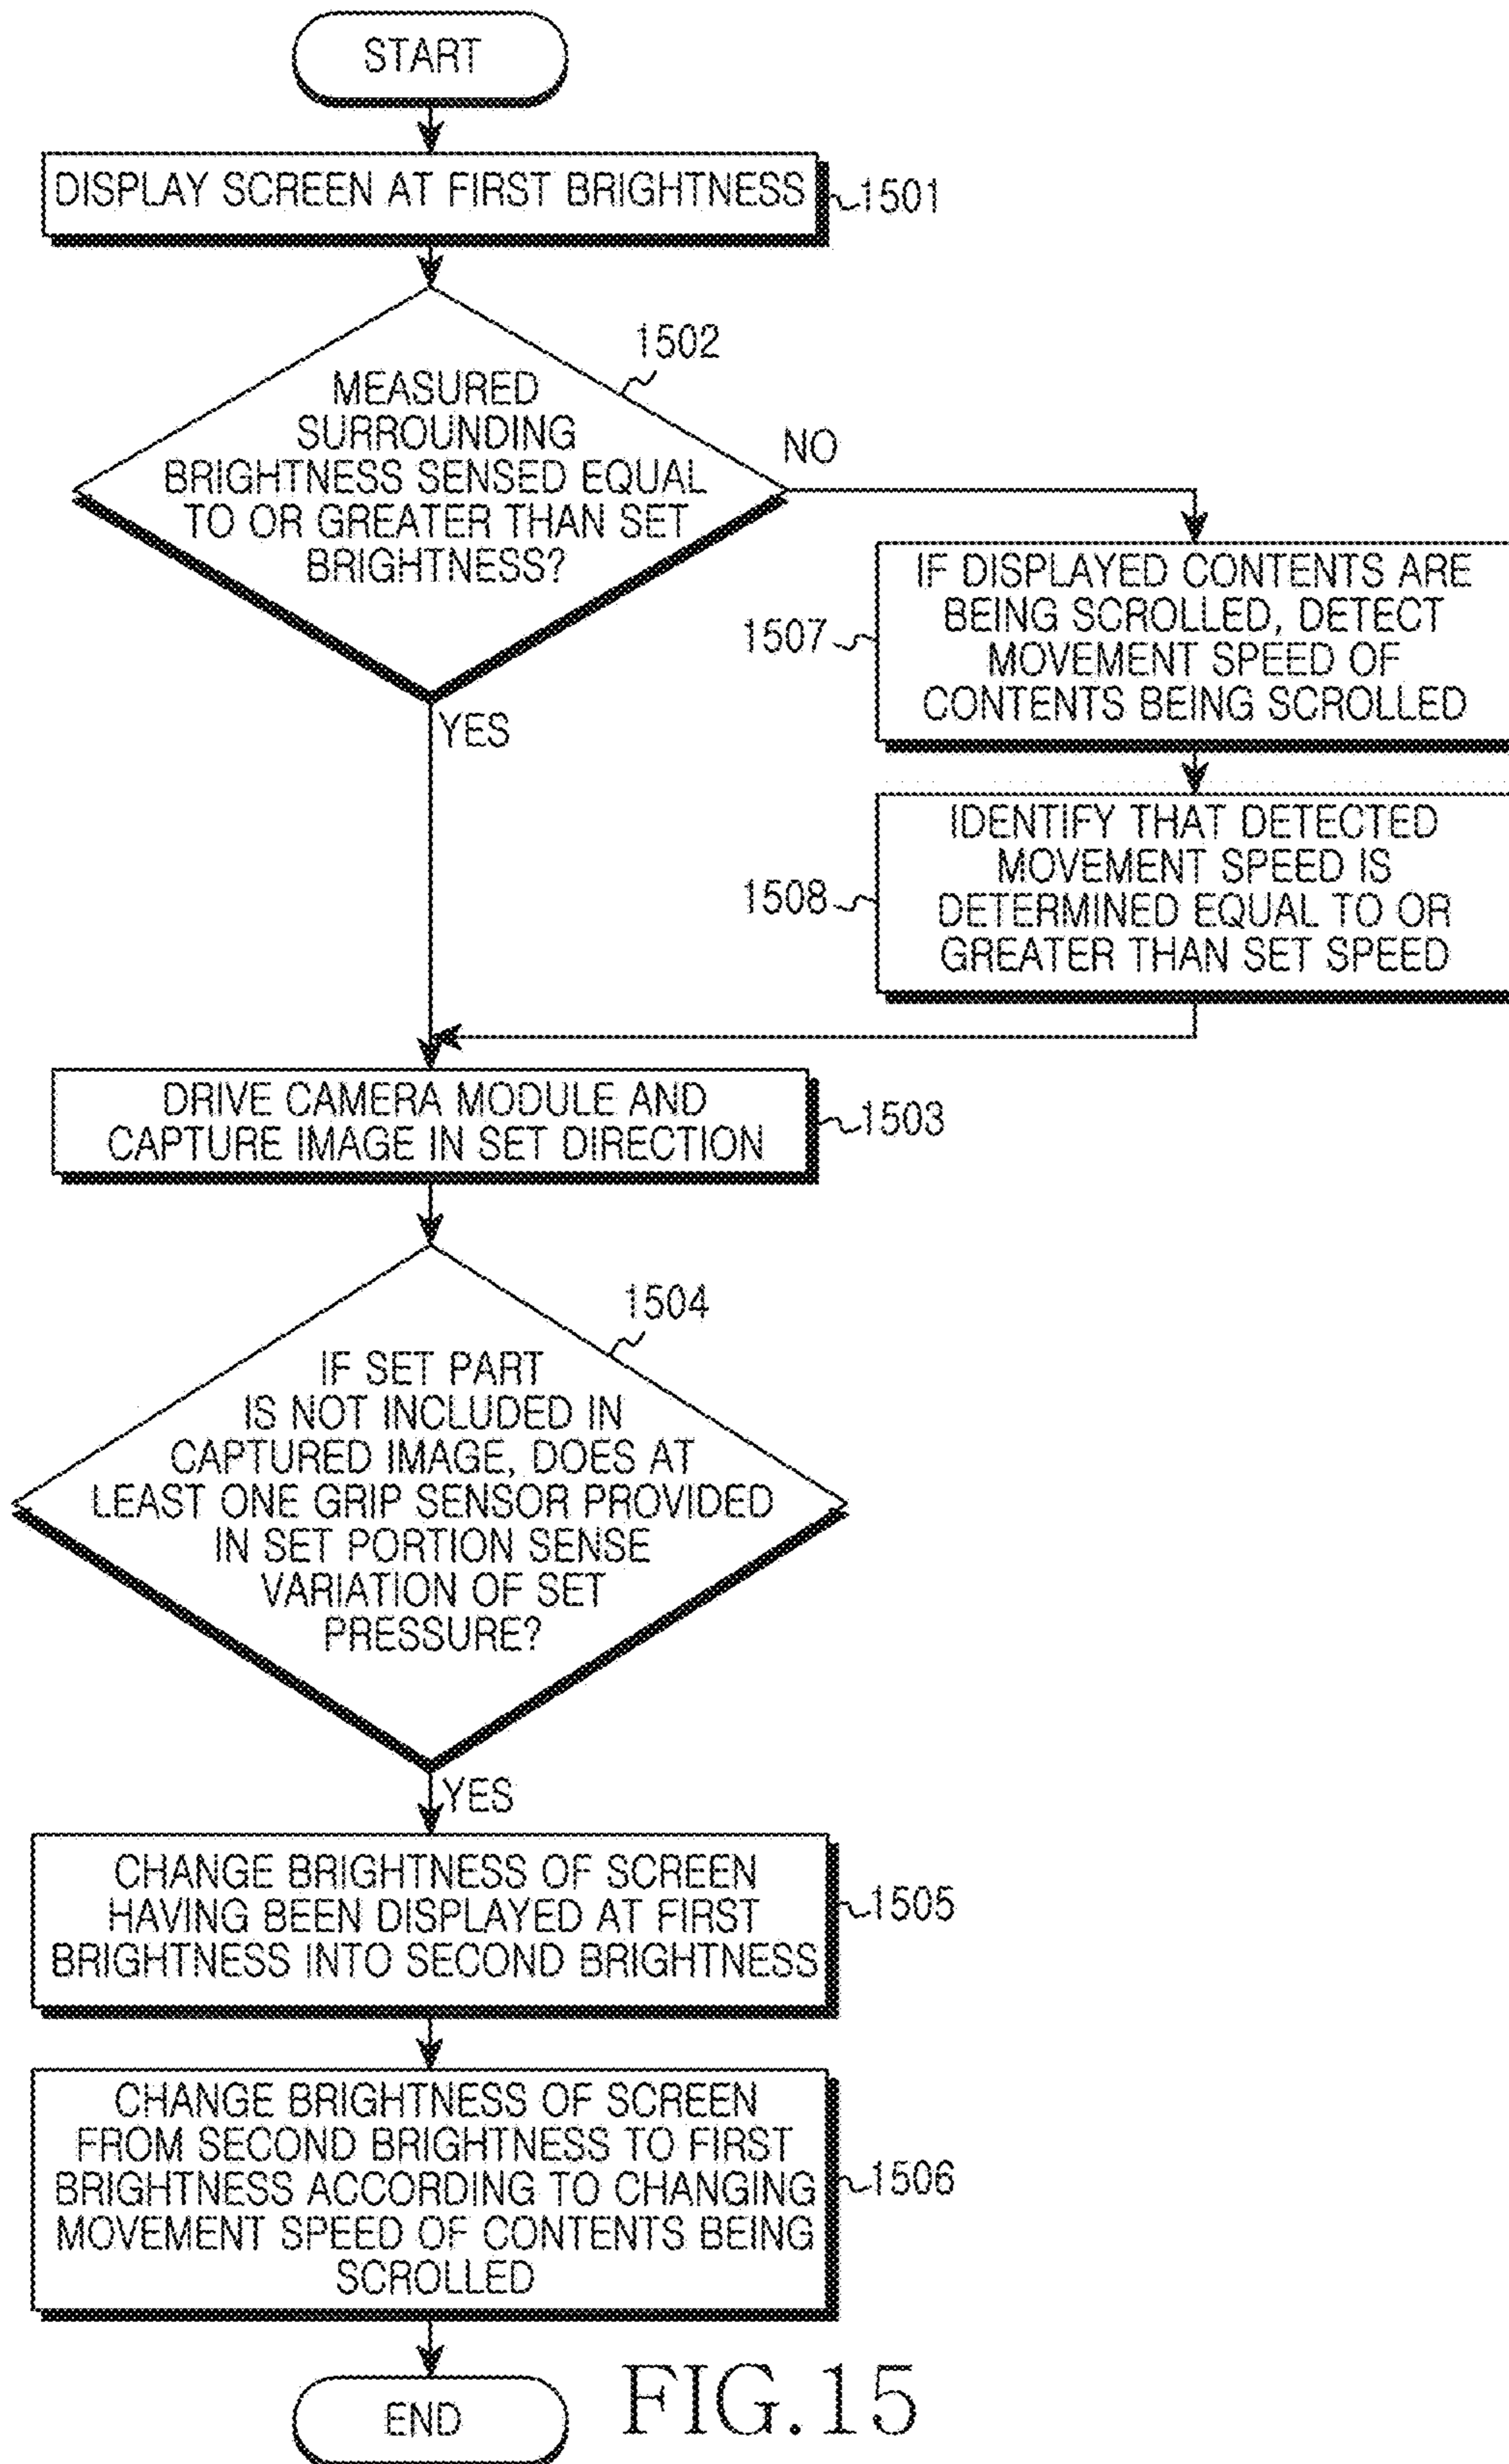 START
DISPLAY SCREEN AT FIRST BRIGHTNESS
1501
1502
MEASURED
SURROUNDING
BRIGHTNESS SENSED EQUAL
TO OR GREATER THAN SET
BRIGHTNESS?
NO
YES
1507
IF DISPLAYED CONTENTS ARE
BEING SCROLLED, DETECT
MOVEMENT SPEED OF
CONTENTS BEING SCROLLED
1508
IDENTIFY THAT DETECTED
MOVEMENT SPEED IS
DETERMINED EQUAL TO OR
GREATER THAN SET SPEED
DRIVE CAMERA MODULE AND
CAPTURE IMAGE IN SET DIRECTION
1503
1504
IF SET PART
IS NOT INCLUDED IN
CAPTURED IMAGE, DOES AT
LEAST ONE GRIP SENSOR PROVIDED
IN SET PORTION SENSE
VARIATION OF SET
PRESSURE?
YES
CHANGE BRIGHTNESS OF SCREEN
HAVING BEEN DISPLAYED AT FIRST
BRIGHTNESS INTO SECOND BRIGHTNESS
1505
CHANGE BRIGHTNESS OF SCREEN
FROM SECOND BRIGHTNESS TO FIRST
BRIGHTNESS ACCORDING TO CHANGING
MOVEMENT SPEED OF CONTENTS BEING
SCROLLED
1506
END
FIG.15